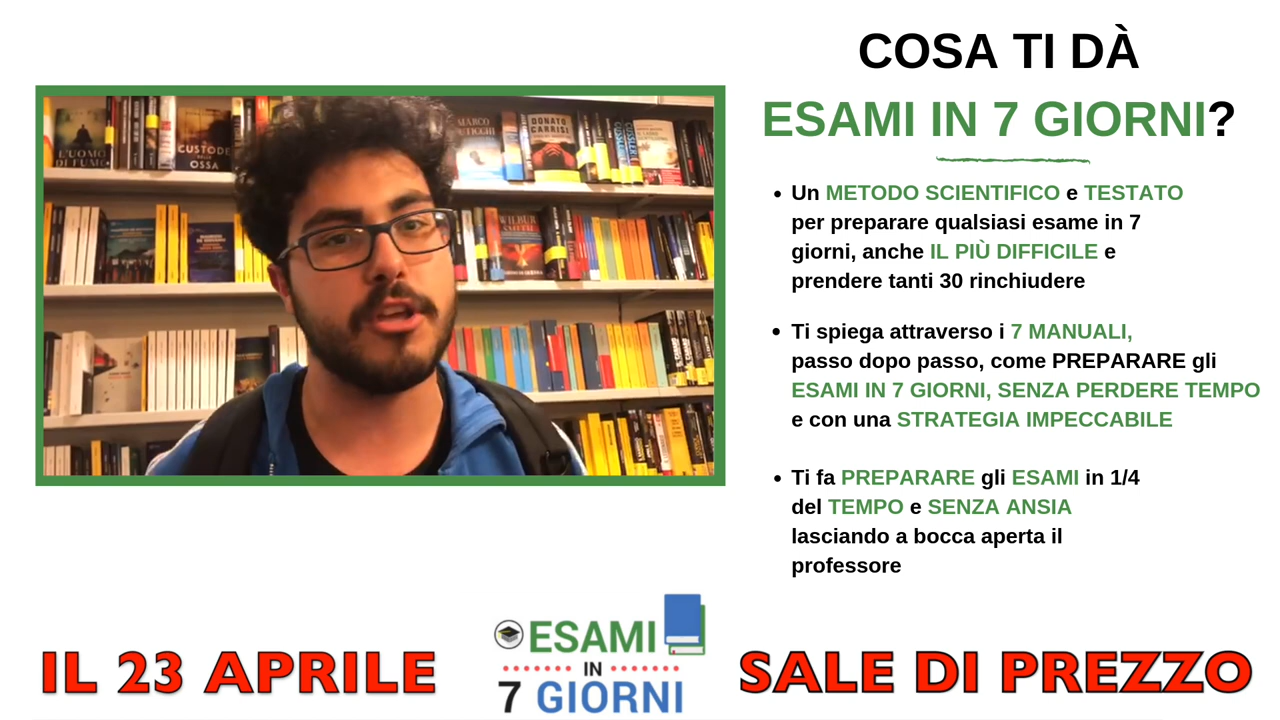 COSA TI DÀ
ESAMI IN 7 GIORNI?
Un METODO SCIENTIFICO e TESTATO
per preparare qualsiasi esame in 7
giorni, anche IL PIÙ DIFFICILE e
prendere tanti 30 rinchiudere
Ti spiega attraverso i 7 MANUALI,
passo dopo passo, come PREPARARE gli
ESAMI IN 7 GIORNI, SENZA PERDERE TEMPO
e con una STRATEGIA IMPECCABILE
Ti fa PREPARARE gli ESAMI in 1/4
del TEMPO e SENZA ANSIA
lasciando a bocca aperta il
professore
L'UOMO
DI FUMO
CUSTODE
DELLE
OSSA
MARCO
DONATO
CARRISI
CUSSLER
WILBUR
SMITH
IL 23 APRILE
ESAMI
IN
7 GIORNI
SALE DI PREZZO